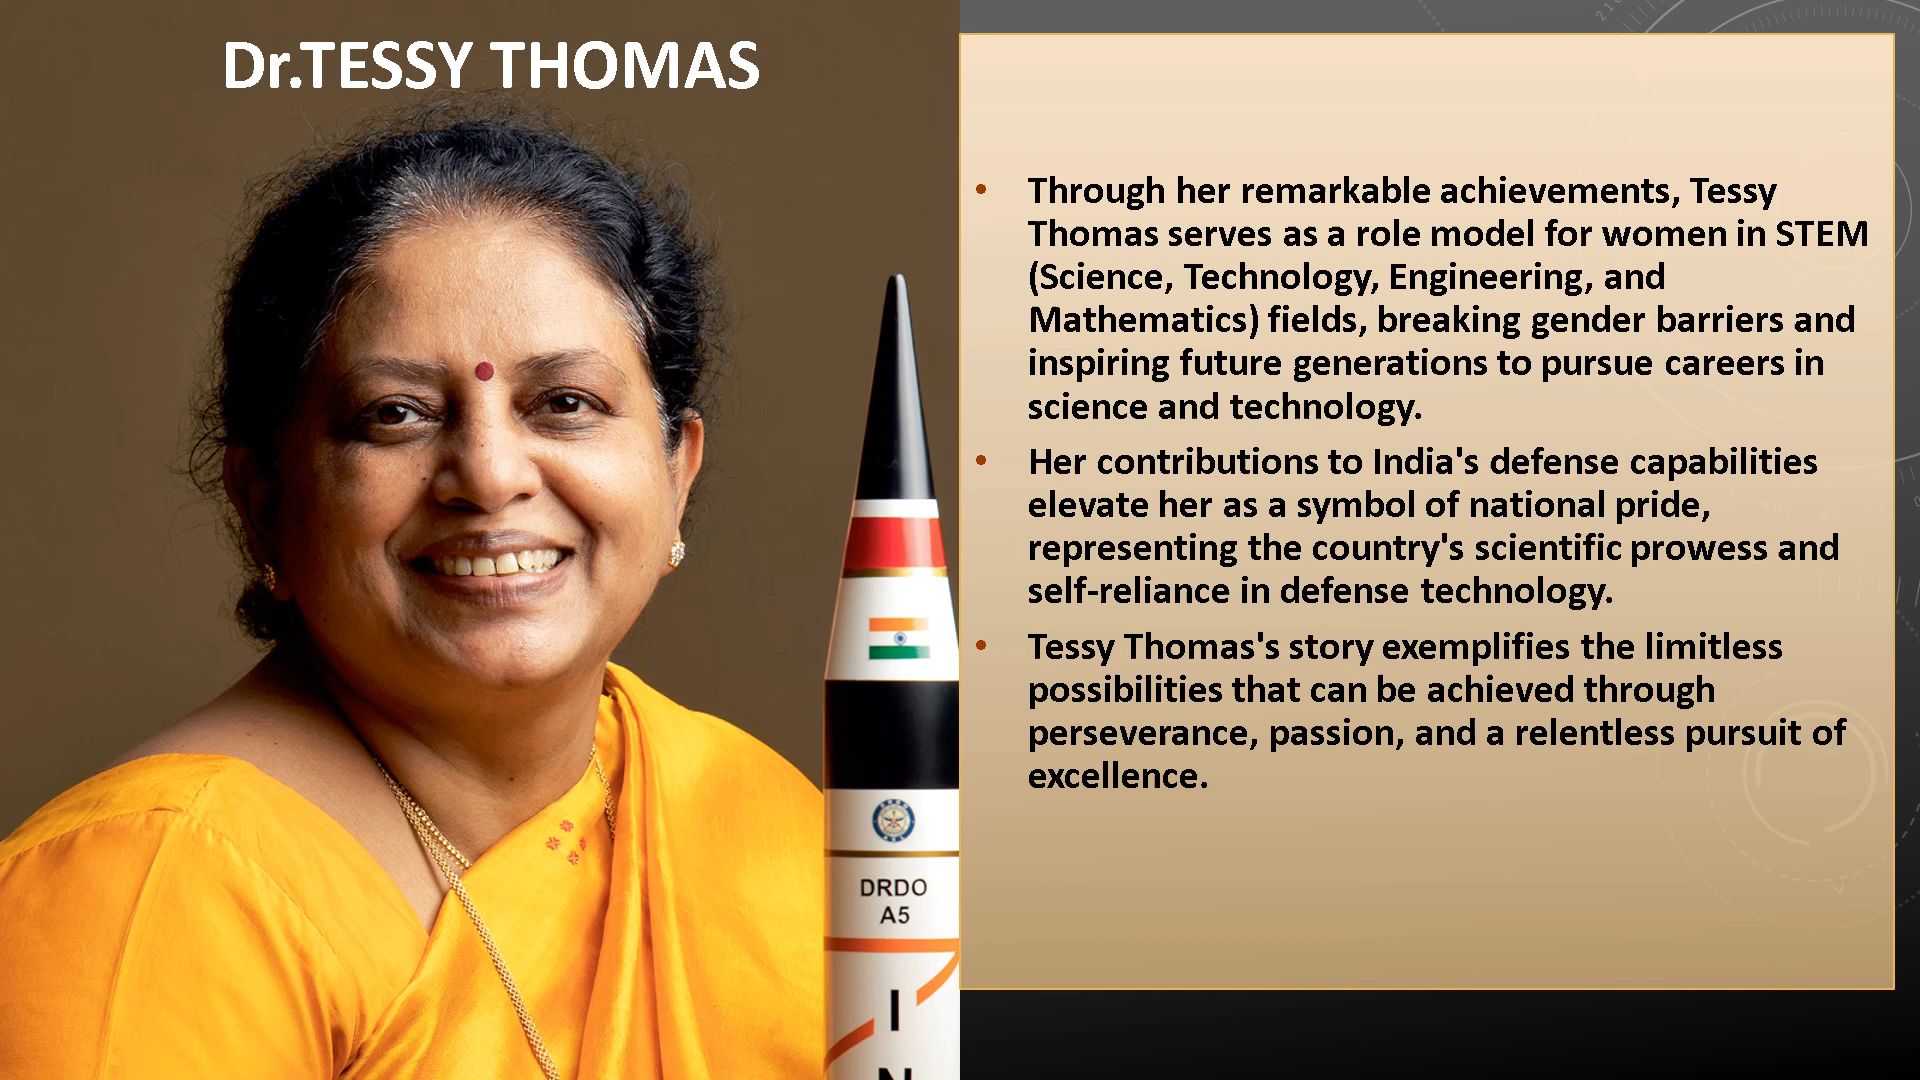 Dr.TESSY THOMAS
• Through her remarkable achievements, Tessy
Thomas serves as a role model for women in STEM
(Science, Technology, Engineering, and
Mathematics) fields, breaking gender barriers and
inspiring future generations to pursue careers in
science and technology.
• Her contributions to India's defense capabilities
elevate her as a symbol of national pride,
representing the country's scientific prowess and
self-reliance in defense technology.
• Tessy Thomas's story exemplifies the limitless
possibilities that can be achieved through
perseverance, passion, and a relentless pursuit of
excellence.
DRDO
A5
I
N